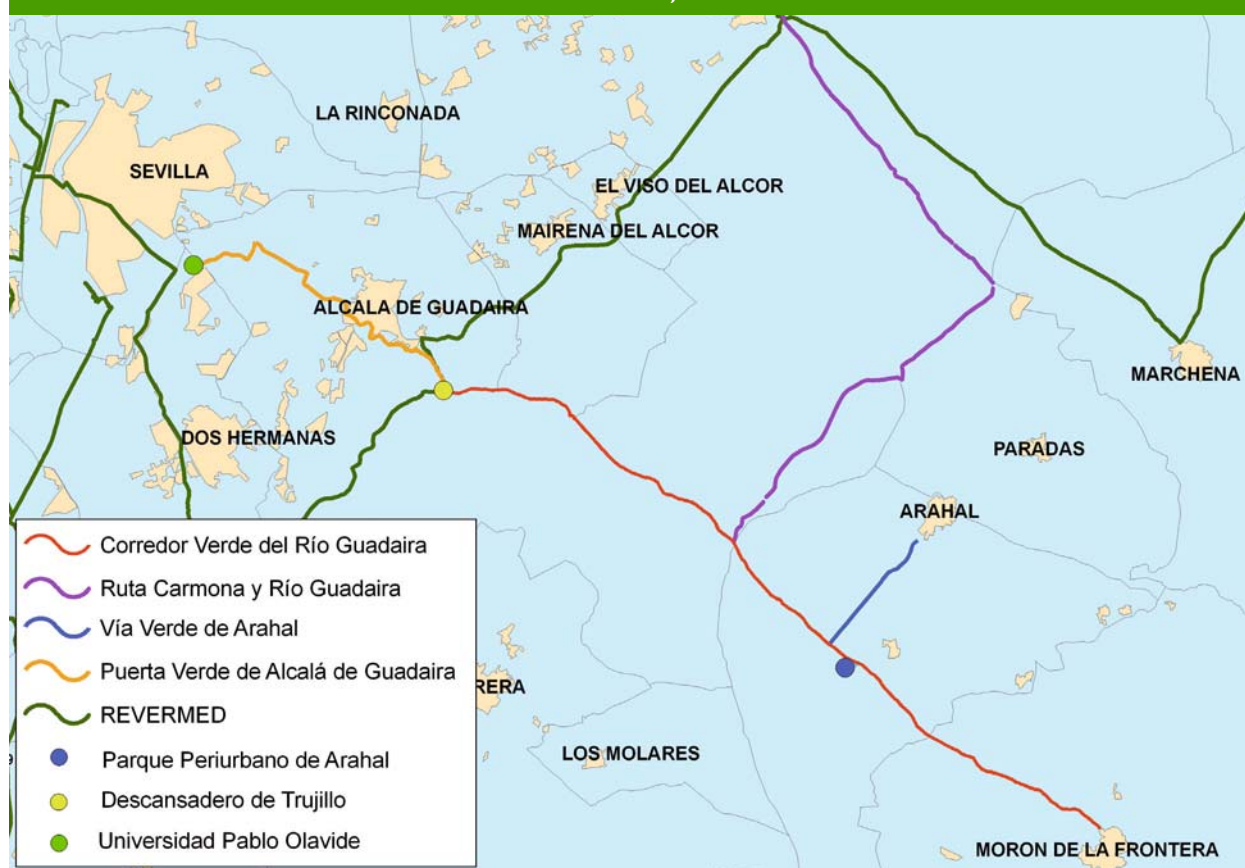 LA RINCONADA
SEVILLA
EL VISO DEL ALCOR
MAIRENA DEL ALCOR
ALCALA DE GUADAIRA
MARCHENA
DOS HERMANAS
PARADAS
ARAHAL
LOS MOLARES
MORON DE LA FRONTERA
Corredor Verde del Río Guadaira
Ruta Carmona y Río Guadaira
Vía Verde de Arahal
Puerta Verde de Alcalá de Guadaira
RERA
REVERMED
Parque Periurbano de Arahal
Descansadero de Trujillo
Universidad Pablo Olavide